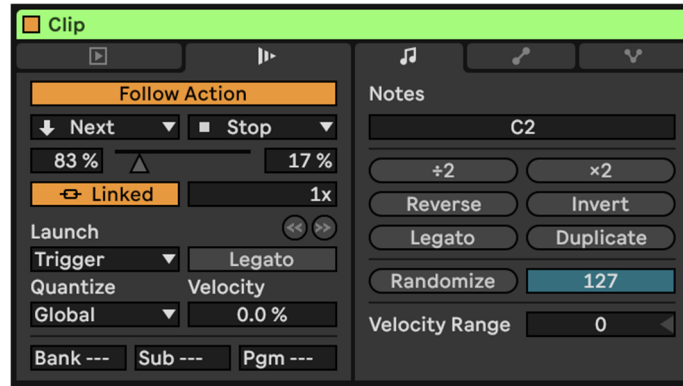 Clip
Follow Action
Next Stop
83 % 17 %
Linked 1x
Launch << >>
Trigger Legato
Quantize Velocity
Global 0.0 %
Bank --- Sub --- Pgm ---
Notes
C2
÷2 ×2
Reverse Invert
Legato Duplicate
Randomize 127
Velocity Range 0